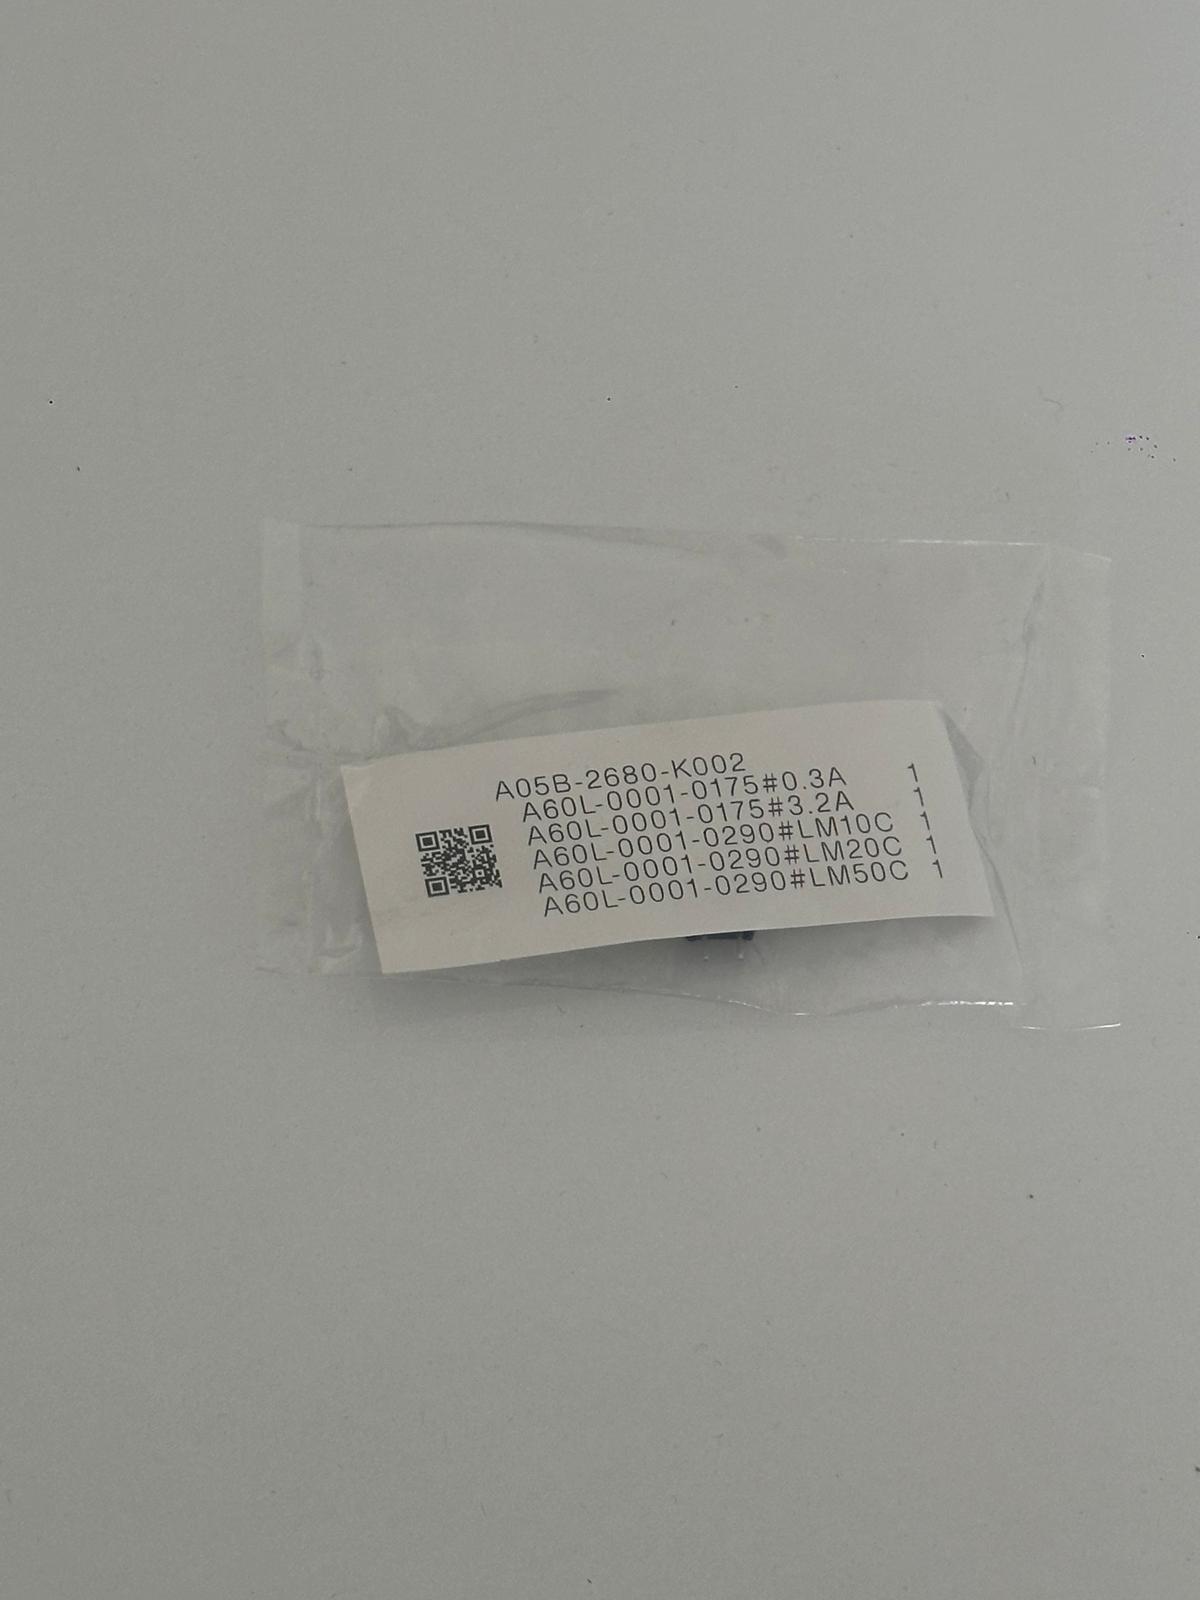 A05B-2680-K002
A60L-0001-0175#0.3A 1
A60L-0001-0175#3.2A 1
A60L-0001-0290#LM10C 1
A60L-0001-0290#LM20C 1
A60L-0001-0290#LM50C 1